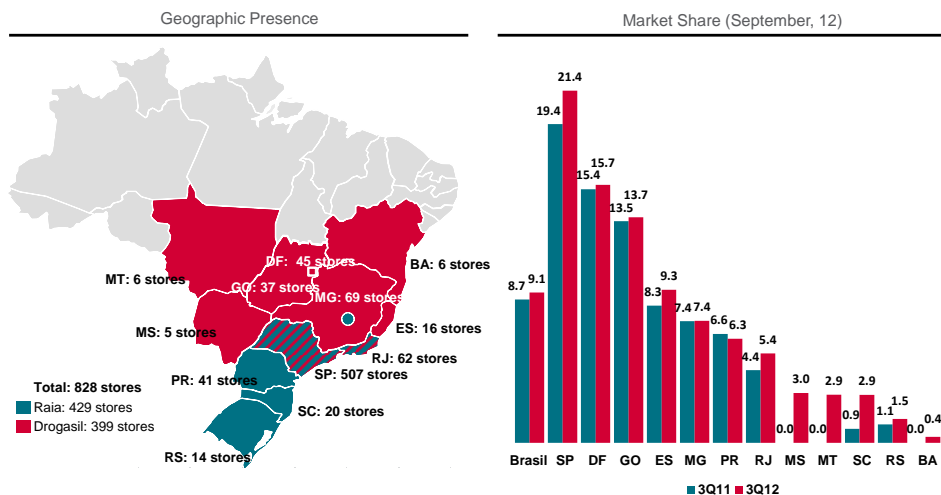 Geographic Presence
DF: 45 stores
BA: 6 stores
MT: 6 stores
GO: 37 stores
MG: 69 stores
MS: 5 stores
ES: 16 stores
RJ: 62 stores
SP: 507 stores
PR: 41 stores
SC: 20 stores
RS: 14 stores
Total: 828 stores
Raia: 429 stores
Drogasil: 399 stores
Market Share (September, 12)
8.7 9.1
19.4 21.4
15.4 15.7
13.5 13.7
8.3 9.3
7.4 7.4
6.6 6.3
4.4 5.4
0.0 3.0
0.0 2.9
0.9 2.9
1.1 1.5
0.0 0.4
Brasil SP DF GO ES MG PR RJ MS MT SC RS BA
3Q11 3Q12